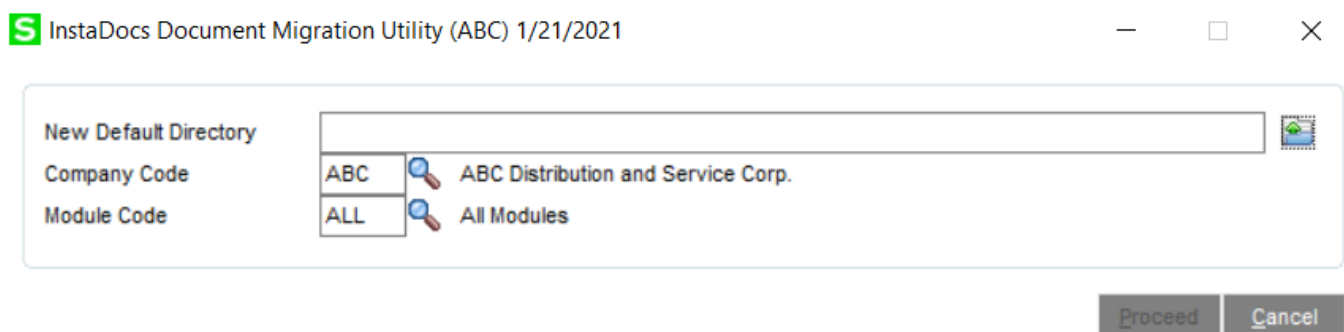 S InstaDocs Document Migration Utility (ABC) 1/21/2021
New Default Directory
Company Code ABC ABC Distribution and Service Corp.
Module Code ALL All Modules
Proceed Cancel